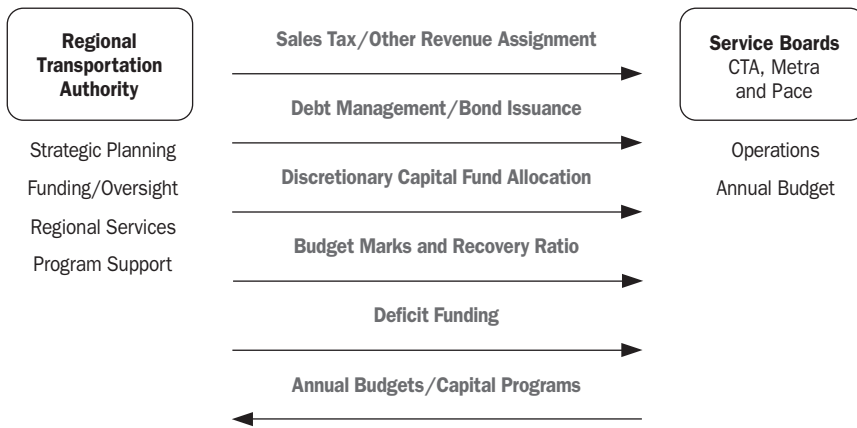 Regional
Transportation
Authority
Strategic Planning
Funding/Oversight
Regional Services
Program Support
Sales Tax/Other Revenue Assignment
Debt Management/Bond Issuance
Discretionary Capital Fund Allocation
Budget Marks and Recovery Ratio
Deficit Funding
Annual Budgets/Capital Programs
Service Boards
CTA, Metra
and Pace
Operations
Annual Budget